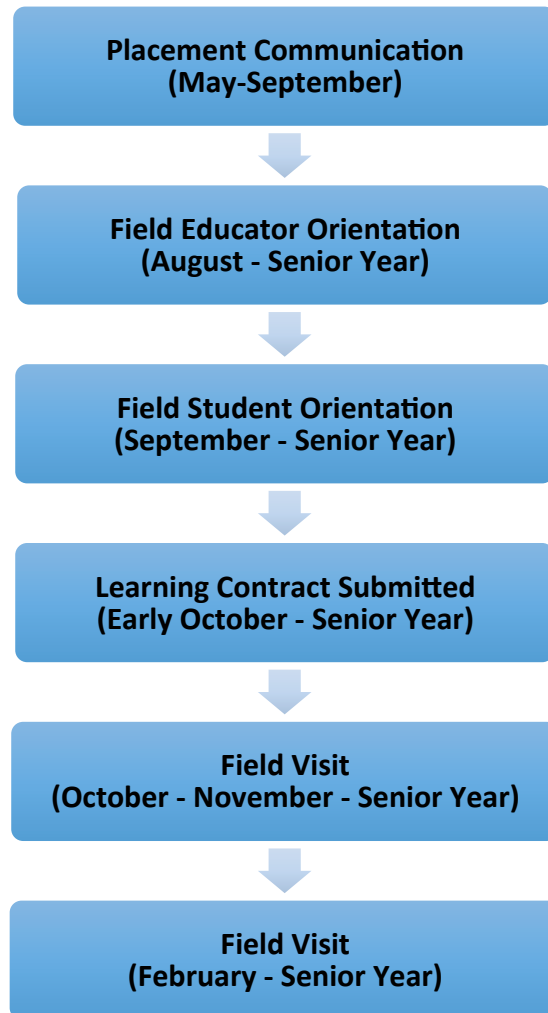 Placement Communication
(May-September)
Field Educator Orientation
(August - Senior Year)
Field Student Orientation
(September - Senior Year)
Learning Contract Submitted
(Early October - Senior Year)
Field Visit
(October - November - Senior Year)
Field Visit
(February - Senior Year)